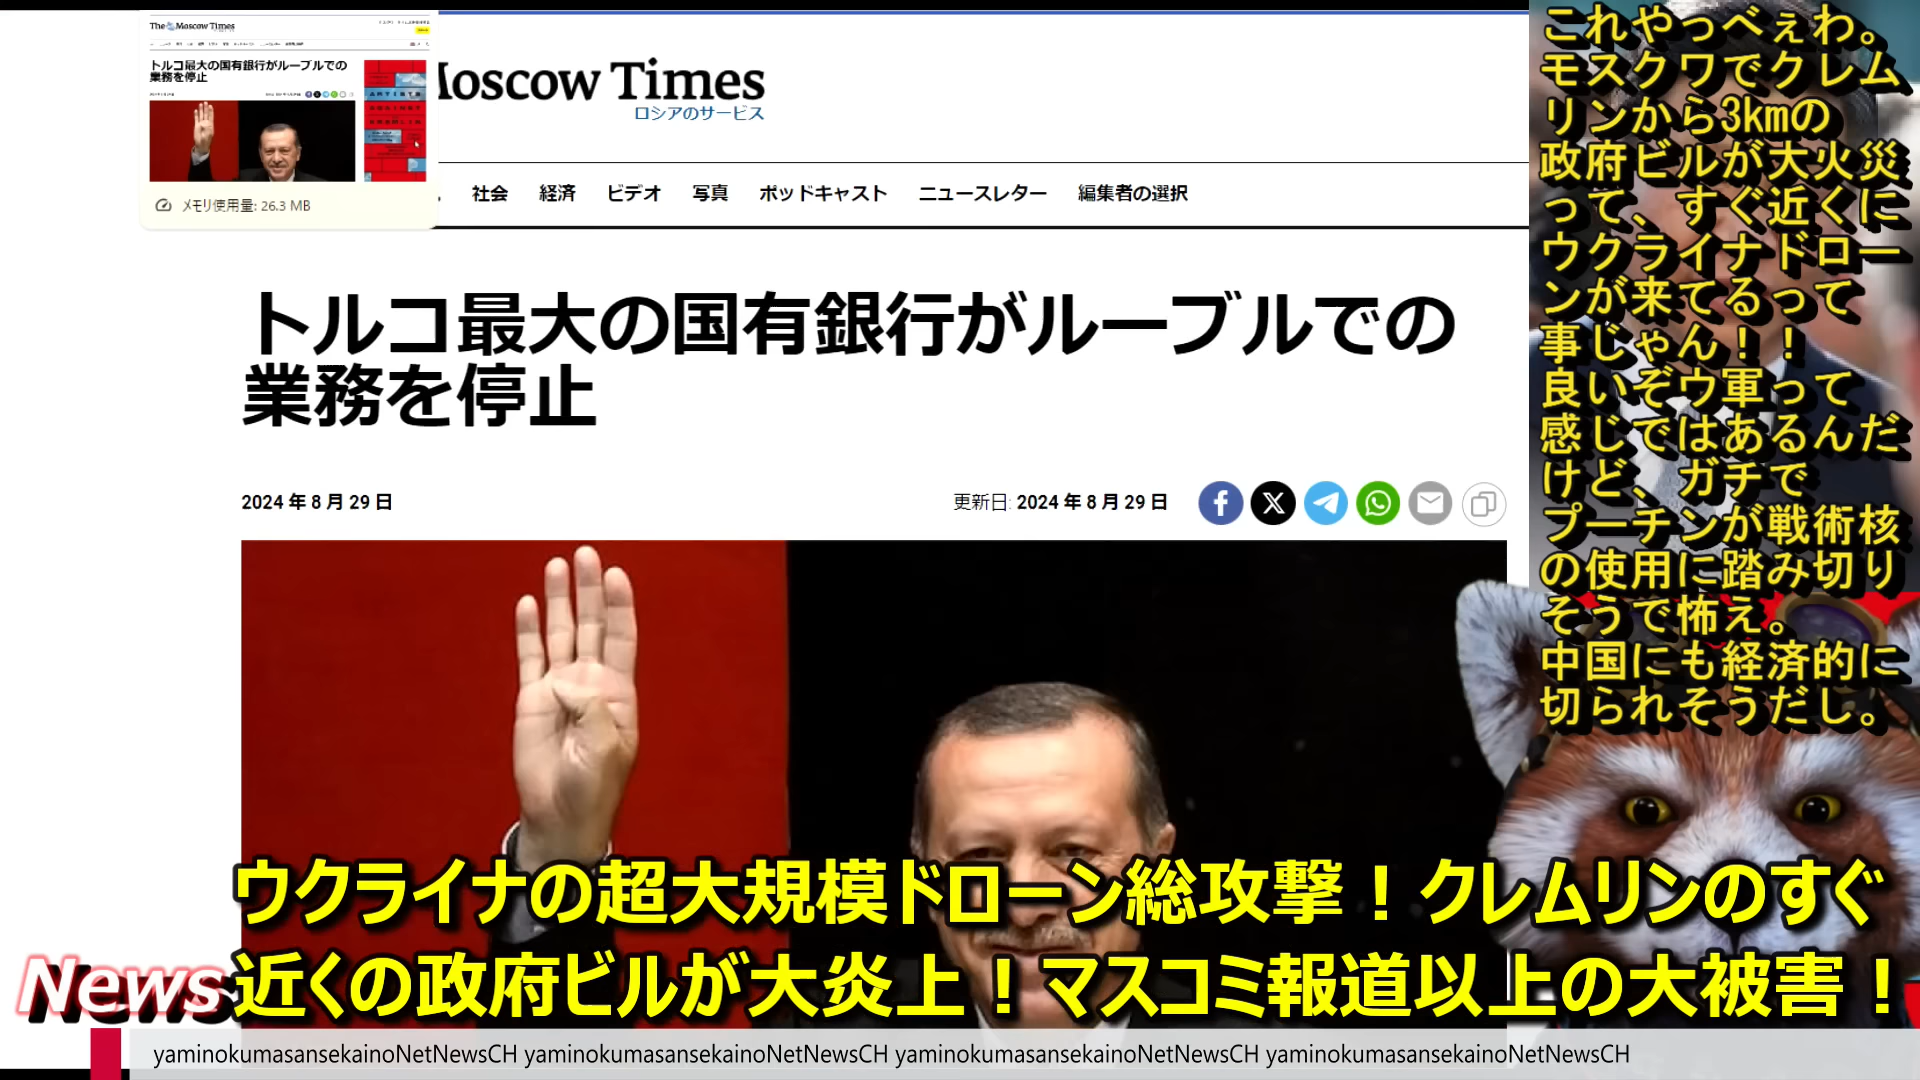 The Moscow Times
トルコ最大の国有銀行がルーブルでの
業務を停止
メモリ使用量: 26.3 MB
Moscow Times
ロシアのサービス
社会 経済 ビデオ 写真 ポッドキャスト ニュースレター 編集者の選択
トルコ最大の国有銀行がルーブルでの
業務を停止
2024 年 8 月 29 日
更新日: 2024 年 8 月 29 日
これやっべぇわ。
モスクワでクレム
リンから3kmの
政府ビルが大火災
って、すぐ近くに
ウクライナドロー
ンが来てるって
事じゃん！！
良いぞウ軍って
感じではあるんだ
けど、ガチで
プーチンが戦術核
の使用に踏み切り
そうで怖え。
中国にも経済的に
切られそうだし。
ウクライナの超大規模ドローン総攻撃！クレムリンのすぐ
近くの政府ビルが大炎上！マスコミ報道以上の大被害！
News
yaminokumasansekainoNetNewsCH yaminokumasansekainoNetNewsCH yaminokumasansekainoNetNewsCH yaminokumasansekainoNetNewsCH